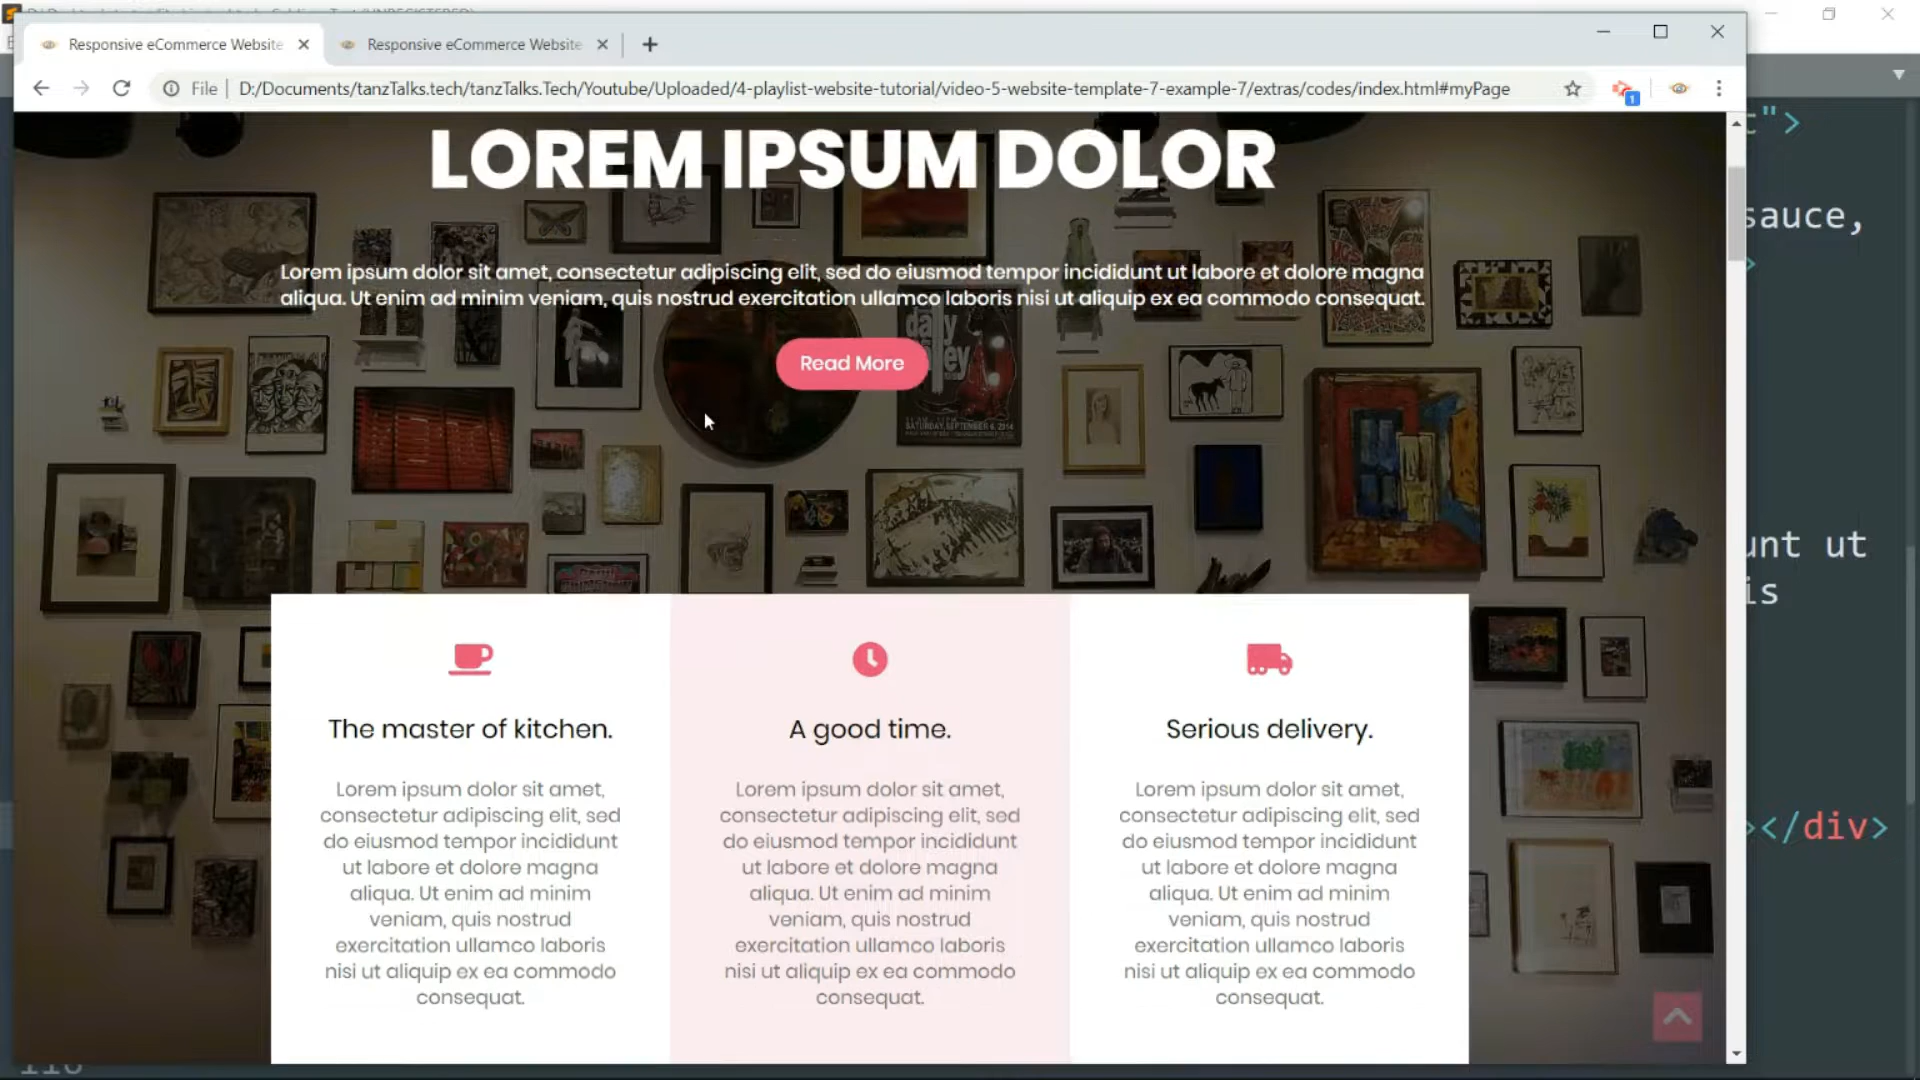 Responsive eCommerce Website
Responsive eCommerce Website
File D:/Documents/tanzTalks.tech/tanzTalks.Tech/Youtube/Uploaded/4-playlist-website-tutorial/video-5-website-template-7-example-7/extras/codes/index.html#myPage
1
">
LOREM IPSUM DOLOR
sauce,
Lorem ipsum dolor sit amet, consectetur adipiscing elit, sed do eiusmod tempor incididunt ut labore et dolore magna
aliqua. Ut enim ad minim veniam, quis nostrud exercitation ullamco laboris nisi ut aliquip ex ea commodo consequat.
Read More
SATURDAY, SEPTEMBER 6, 2014
unt ut
is
The master of kitchen.
Lorem ipsum dolor sit amet,
consectetur adipiscing elit, sed
do eiusmod tempor incididunt
ut labore et dolore magna
aliqua. Ut enim ad minim
veniam, quis nostrud
exercitation ullamco laboris
nisi ut aliquip ex ea commodo
consequat.
A good time.
Lorem ipsum dolor sit amet,
consectetur adipiscing elit, sed
do eiusmod tempor incididunt
ut labore et dolore magna
aliqua. Ut enim ad minim
veniam, quis nostrud
exercitation ullamco laboris
nisi ut aliquip ex ea commodo
consequat.
Serious delivery.
Lorem ipsum dolor sit amet,
consectetur adipiscing elit, sed
do eiusmod tempor incididunt
ut labore et dolore magna
aliqua. Ut enim ad minim
veniam, quis nostrud
exercitation ullamco laboris
nisi ut aliquip ex ea commodo
consequat.
></div>